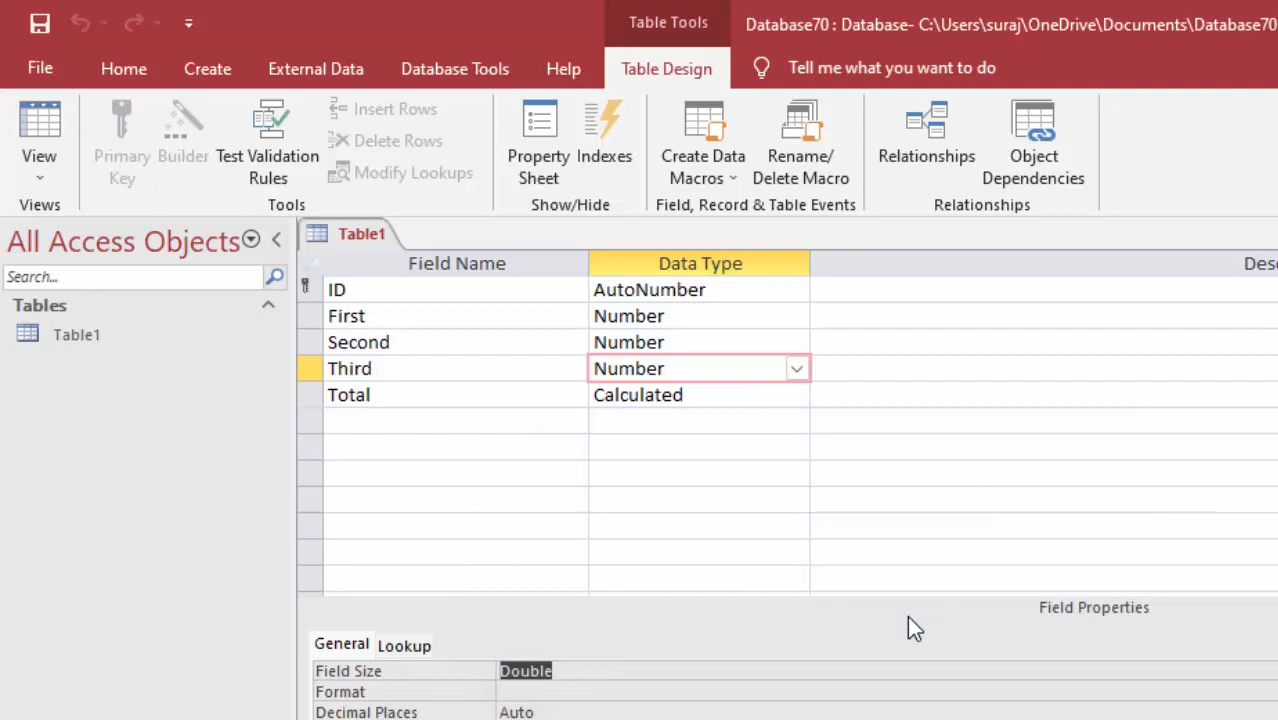 Table Tools
Database70 : Database- C:\Users\suraj\OneDrive\Documents\Database70
File Home Create External Data Database Tools Help Table Design Tell me what you want to do
View
Primary Key
Builder
Test Validation Rules
Insert Rows
Delete Rows
Modify Lookups
Property Sheet
Indexes
Create Data Macros
Rename/ Delete Macro
Relationships
Object Dependencies
Views Tools Show/Hide Field, Record & Table Events Relationships
All Access Objects
Search...
Tables
Table1
Table1
Field Name Data Type Desc
ID AutoNumber
First Number
Second Number
Third Number
Total Calculated
Field Properties
General Lookup
Field Size Double
Format
Decimal Places Auto